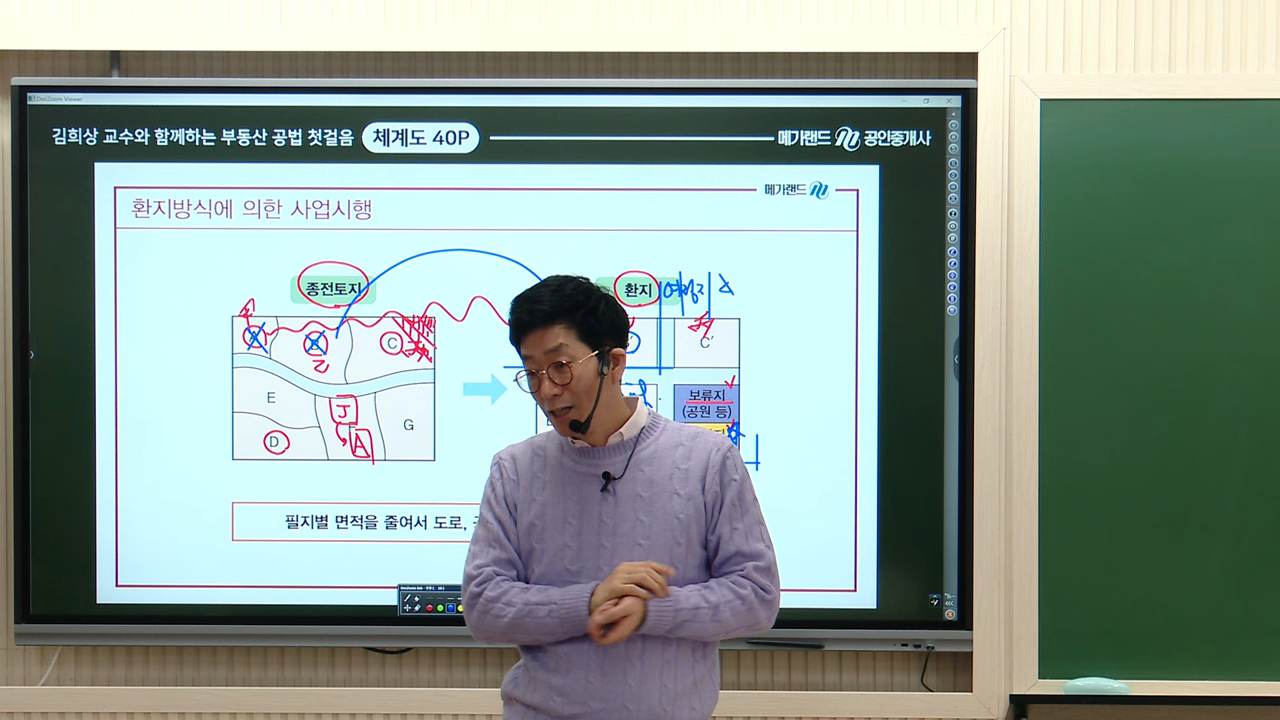 DocZoom Viewer
김희상 교수와 함께하는 부동산 공법 첫걸음 체계도 40P 메가랜드 공인중개사
메가랜드
환지방식에 의한 사업시행
종전토지
환지
C
C'
E
J
A
D
G
보류지
(공원 등)
필지별 면적을 줄여서 도로,